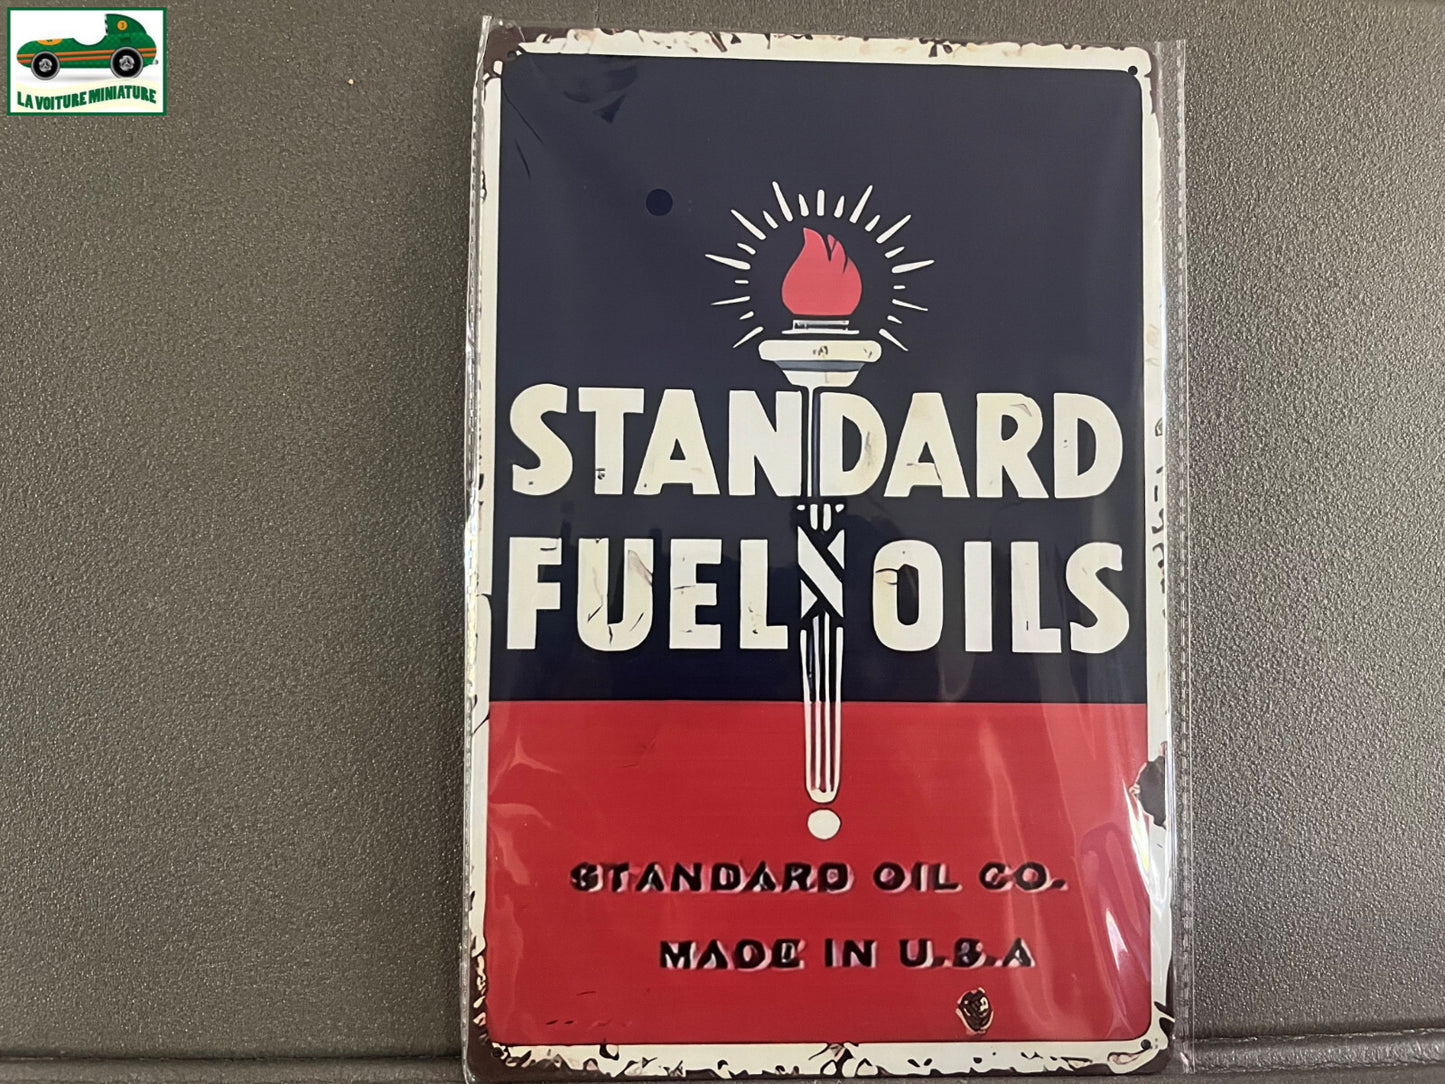 LA VOITURE MINIATURE
STANDARD
FUEL OILS
STANDARD OIL CO.
MADE IN U.S.A